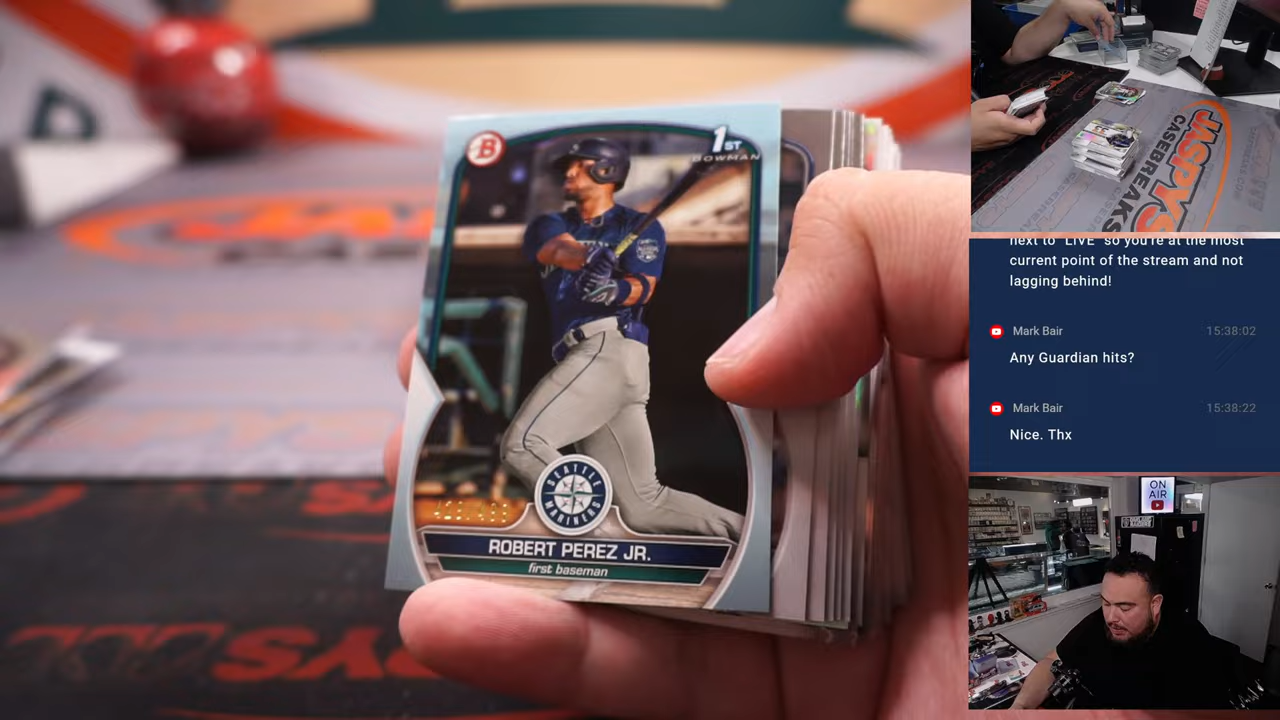 B
1ST
BOWMAN
SEATTLE
MARINERS
ROBERT PEREZ JR.
first baseman
JASPYS
CASEBREAKS
next to "LIVE" so you're at the most
current point of the stream and not
lagging behind!
Mark Bair
15:38:02
Any Guardian hits?
Mark Bair
15:38:22
Nice. Thx
ON
AIR